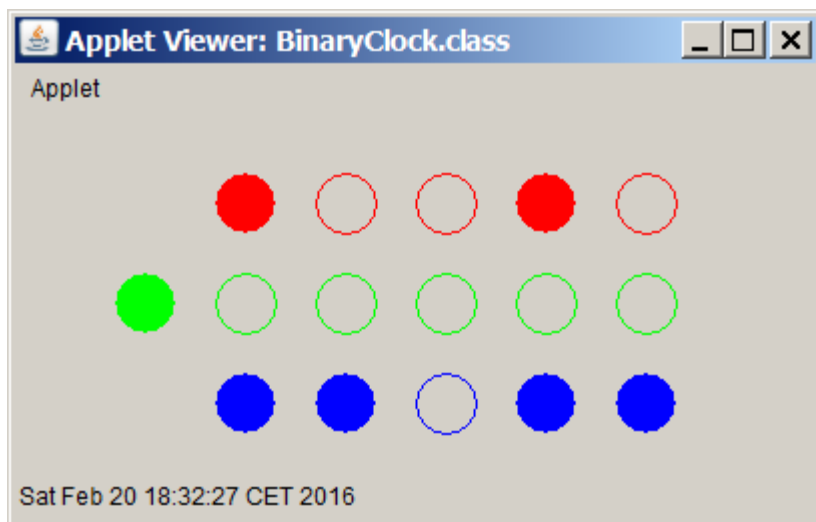 Applet Viewer: BinaryClock.class
Applet
Sat Feb 20 18:32:27 CET 2016